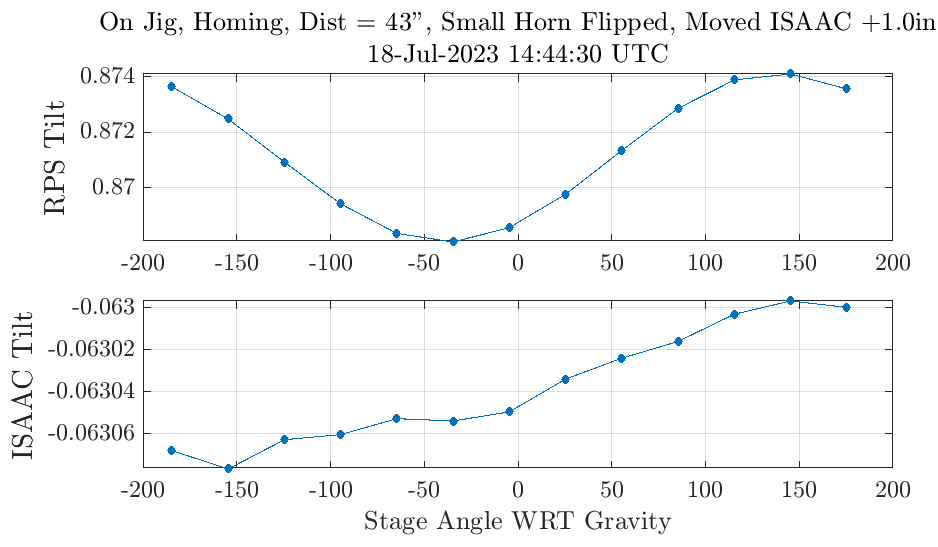 On Jig, Homing, Dist = 43”, Small Horn Flipped, Moved ISAAC +1.0in
18-Jul-2023 14:44:30 UTC
RPS Tilt
0.874
0.872
0.87
-200 -150 -100 -50 0 50 100 150 200
ISAAC Tilt
-0.063
-0.06302
-0.06304
-0.06306
-200 -150 -100 -50 0 50 100 150 200
Stage Angle WRT Gravity